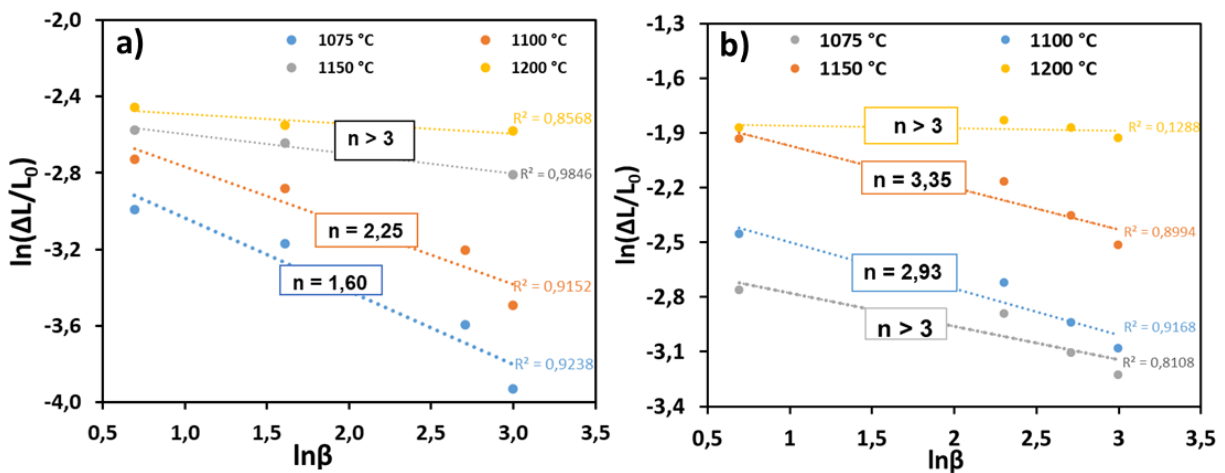 a)
1075 °C
1100 °C
1150 °C
1200 °C
-2,0
-2,4
-2,8
-3,2
-3,6
-4,0
ln(ΔL/L₀)
n > 3
n = 2,25
n = 1,60
R² = 0,8568
R² = 0,9846
R² = 0,9152
R² = 0,9238
0,5 1,0 1,5 2,0 2,5 3,0 3,5
lnβ
b)
1075 °C
1100 °C
1150 °C
1200 °C
-1,3
-1,6
-1,9
-2,2
-2,5
-2,8
-3,1
-3,4
ln(ΔL/L₀)
n > 3
n = 3,35
n = 2,93
n > 3
R² = 0,1288
R² = 0,8994
R² = 0,9168
R² = 0,8108
0,5 1 1,5 2 2,5 3 3,5
lnβ